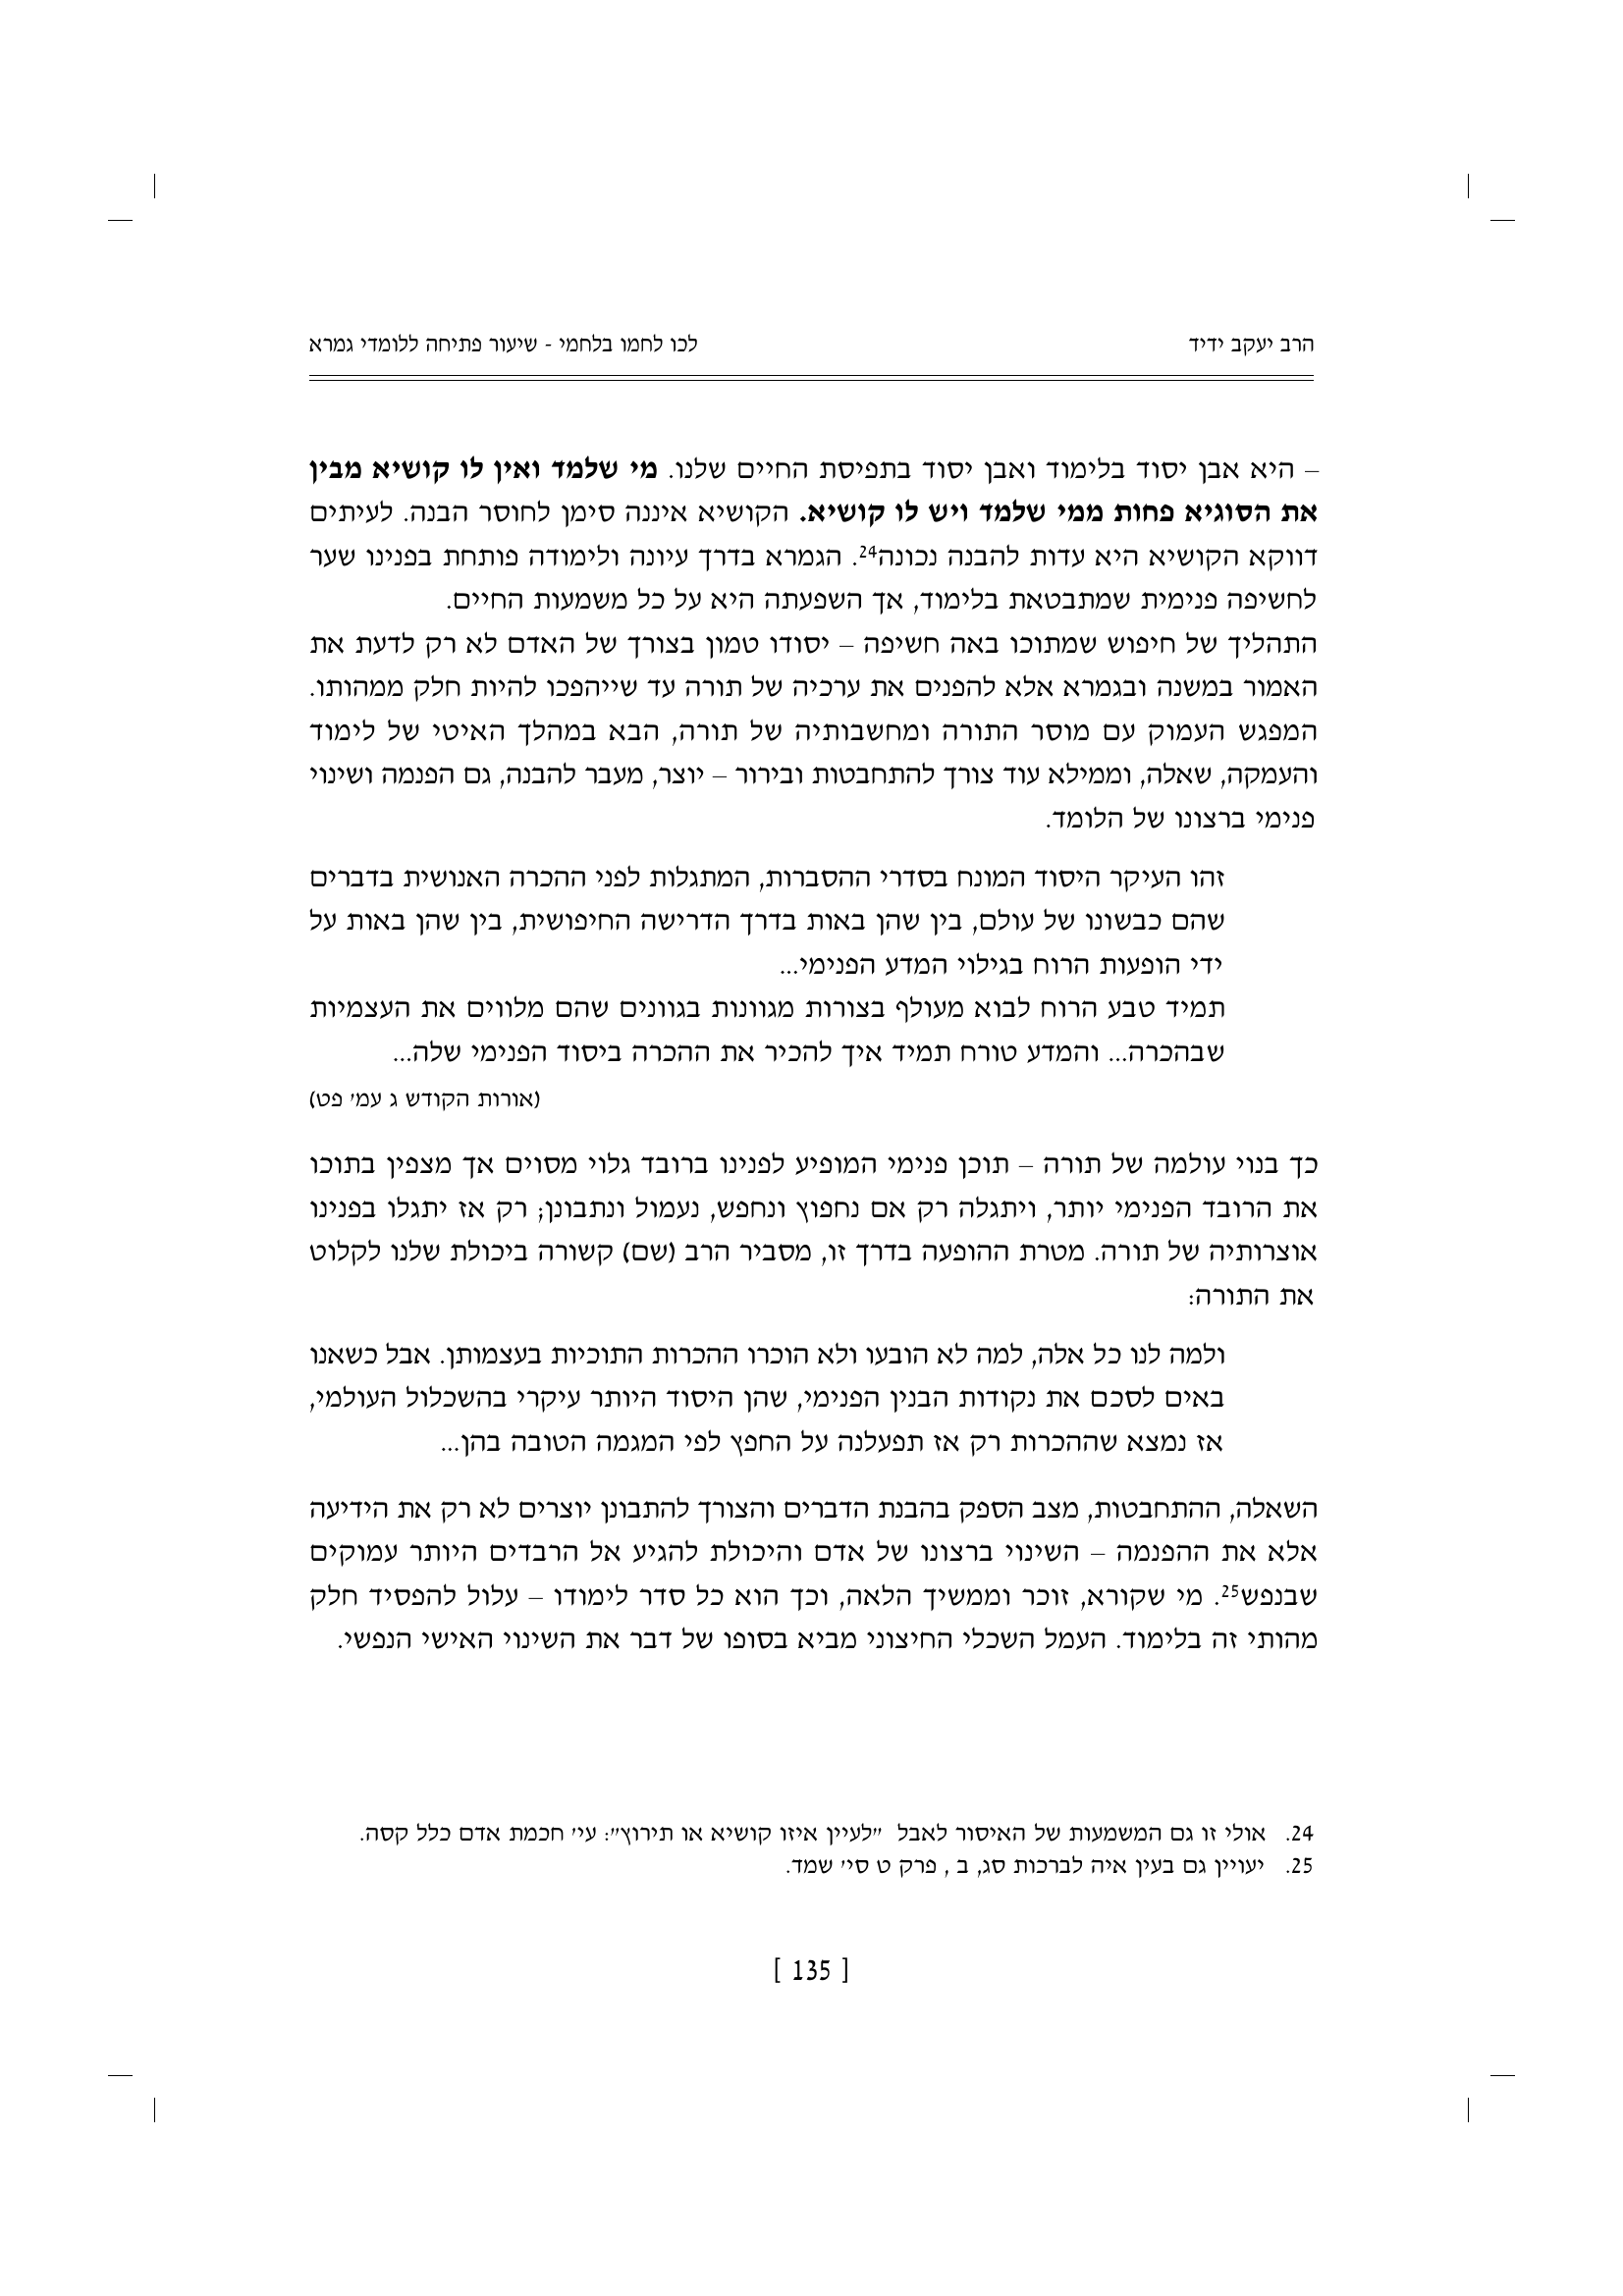 הרב יעקב ידיד
לכו לחמו בלחמי - שיעור פתיחה ללומדי גמרא
– היא אבן יסוד בלימוד ואבן יסוד בתפיסת החיים שלנו. מי שלמד ואין לו קושיא מבין
את הסוגיא פחות ממי שלמד ויש לו קושיא. הקושיא איננה סימן לחוסר הבנה. לעיתים
דווקא הקושיא היא עדות להבנה נכונה24. הגמרא בדרך עיונה ולימודה פותחת בפנינו שער
לחשיפה פנימית שמתבטאת בלימוד, אך השפעתה היא על כל משמעות החיים.
התהליך של חיפוש שמתוכו באה חשיפה – יסודו טמון בצורך של האדם לא רק לדעת את
האמור במשנה ובגמרא אלא להפנים את ערכיה של תורה עד שייהפכו להיות חלק ממהותו.
המפגש העמוק עם מוסר התורה ומחשבותיה של תורה, הבא במהלך האיטי של לימוד
והעמקה, שאלה, וממילא עוד צורך להתחבטות ובירור – יוצר, מעבר להבנה, גם הפנמה ושינוי
פנימי ברצונו של הלומד.
זהו העיקר היסוד המונח בסדרי ההסברות, המתגלות לפני ההכרה האנושית בדברים
שהם כבשונו של עולם, בין שהן באות בדרך הדרישה החיפושית, בין שהן באות על
ידי הופעות הרוח בגילוי המדע הפנימי...
תמיד טבע הרוח לבוא מעולף בצורות מגוונות בגוונים שהם מלווים את העצמיות
שבהכרה... והמדע טורח תמיד איך להכיר את ההכרה ביסוד הפנימי שלה...
(אורות הקודש ג עמ׳ פט)
כך בנוי עולמה של תורה – תוכן פנימי המופיע לפנינו ברובד גלוי מסוים אך מצפין בתוכו
את הרובד הפנימי יותר, ויתגלה רק אם נחפוץ ונחפש, נעמול ונתבונן; רק אז יתגלו בפנינו
אוצרותיה של תורה. מטרת ההופעה בדרך זו, מסביר הרב (שם) קשורה ביכולת שלנו לקלוט
את התורה:
ולמה לנו כל אלה, למה לא הובעו ולא הוכרו ההכרות התוכיות בעצמותן. אבל כשאנו
באים לסכם את נקודות הבנין הפנימי, שהן היסוד היותר עיקרי בהשכלול העולמי,
אז נמצא שההכרות רק אז תפעלנה על החפץ לפי המגמה הטובה בהן...
השאלה, ההתחבטות, מצב הספק בהבנת הדברים והצורך להתבונן יוצרים לא רק את הידיעה
אלא את ההפנמה – השינוי ברצונו של אדם והיכולת להגיע אל הרבדים היותר עמוקים
שבנפש25. מי שקורא, זוכר וממשיך הלאה, וכך הוא כל סדר לימודו – עלול להפסיד חלק
מהותי זה בלימוד. העמל השכלי החיצוני מביא בסופו של דבר את השינוי האישי הנפשי.
24. אולי זו גם המשמעות של האיסור לאבל ״לעיין איזו קושיא או תירוץ״: עי׳ חכמת אדם כלל קסה.
25. יעויין גם בעין איה לברכות סג, ב , פרק ט סי׳ שמד.
[ 135 ]